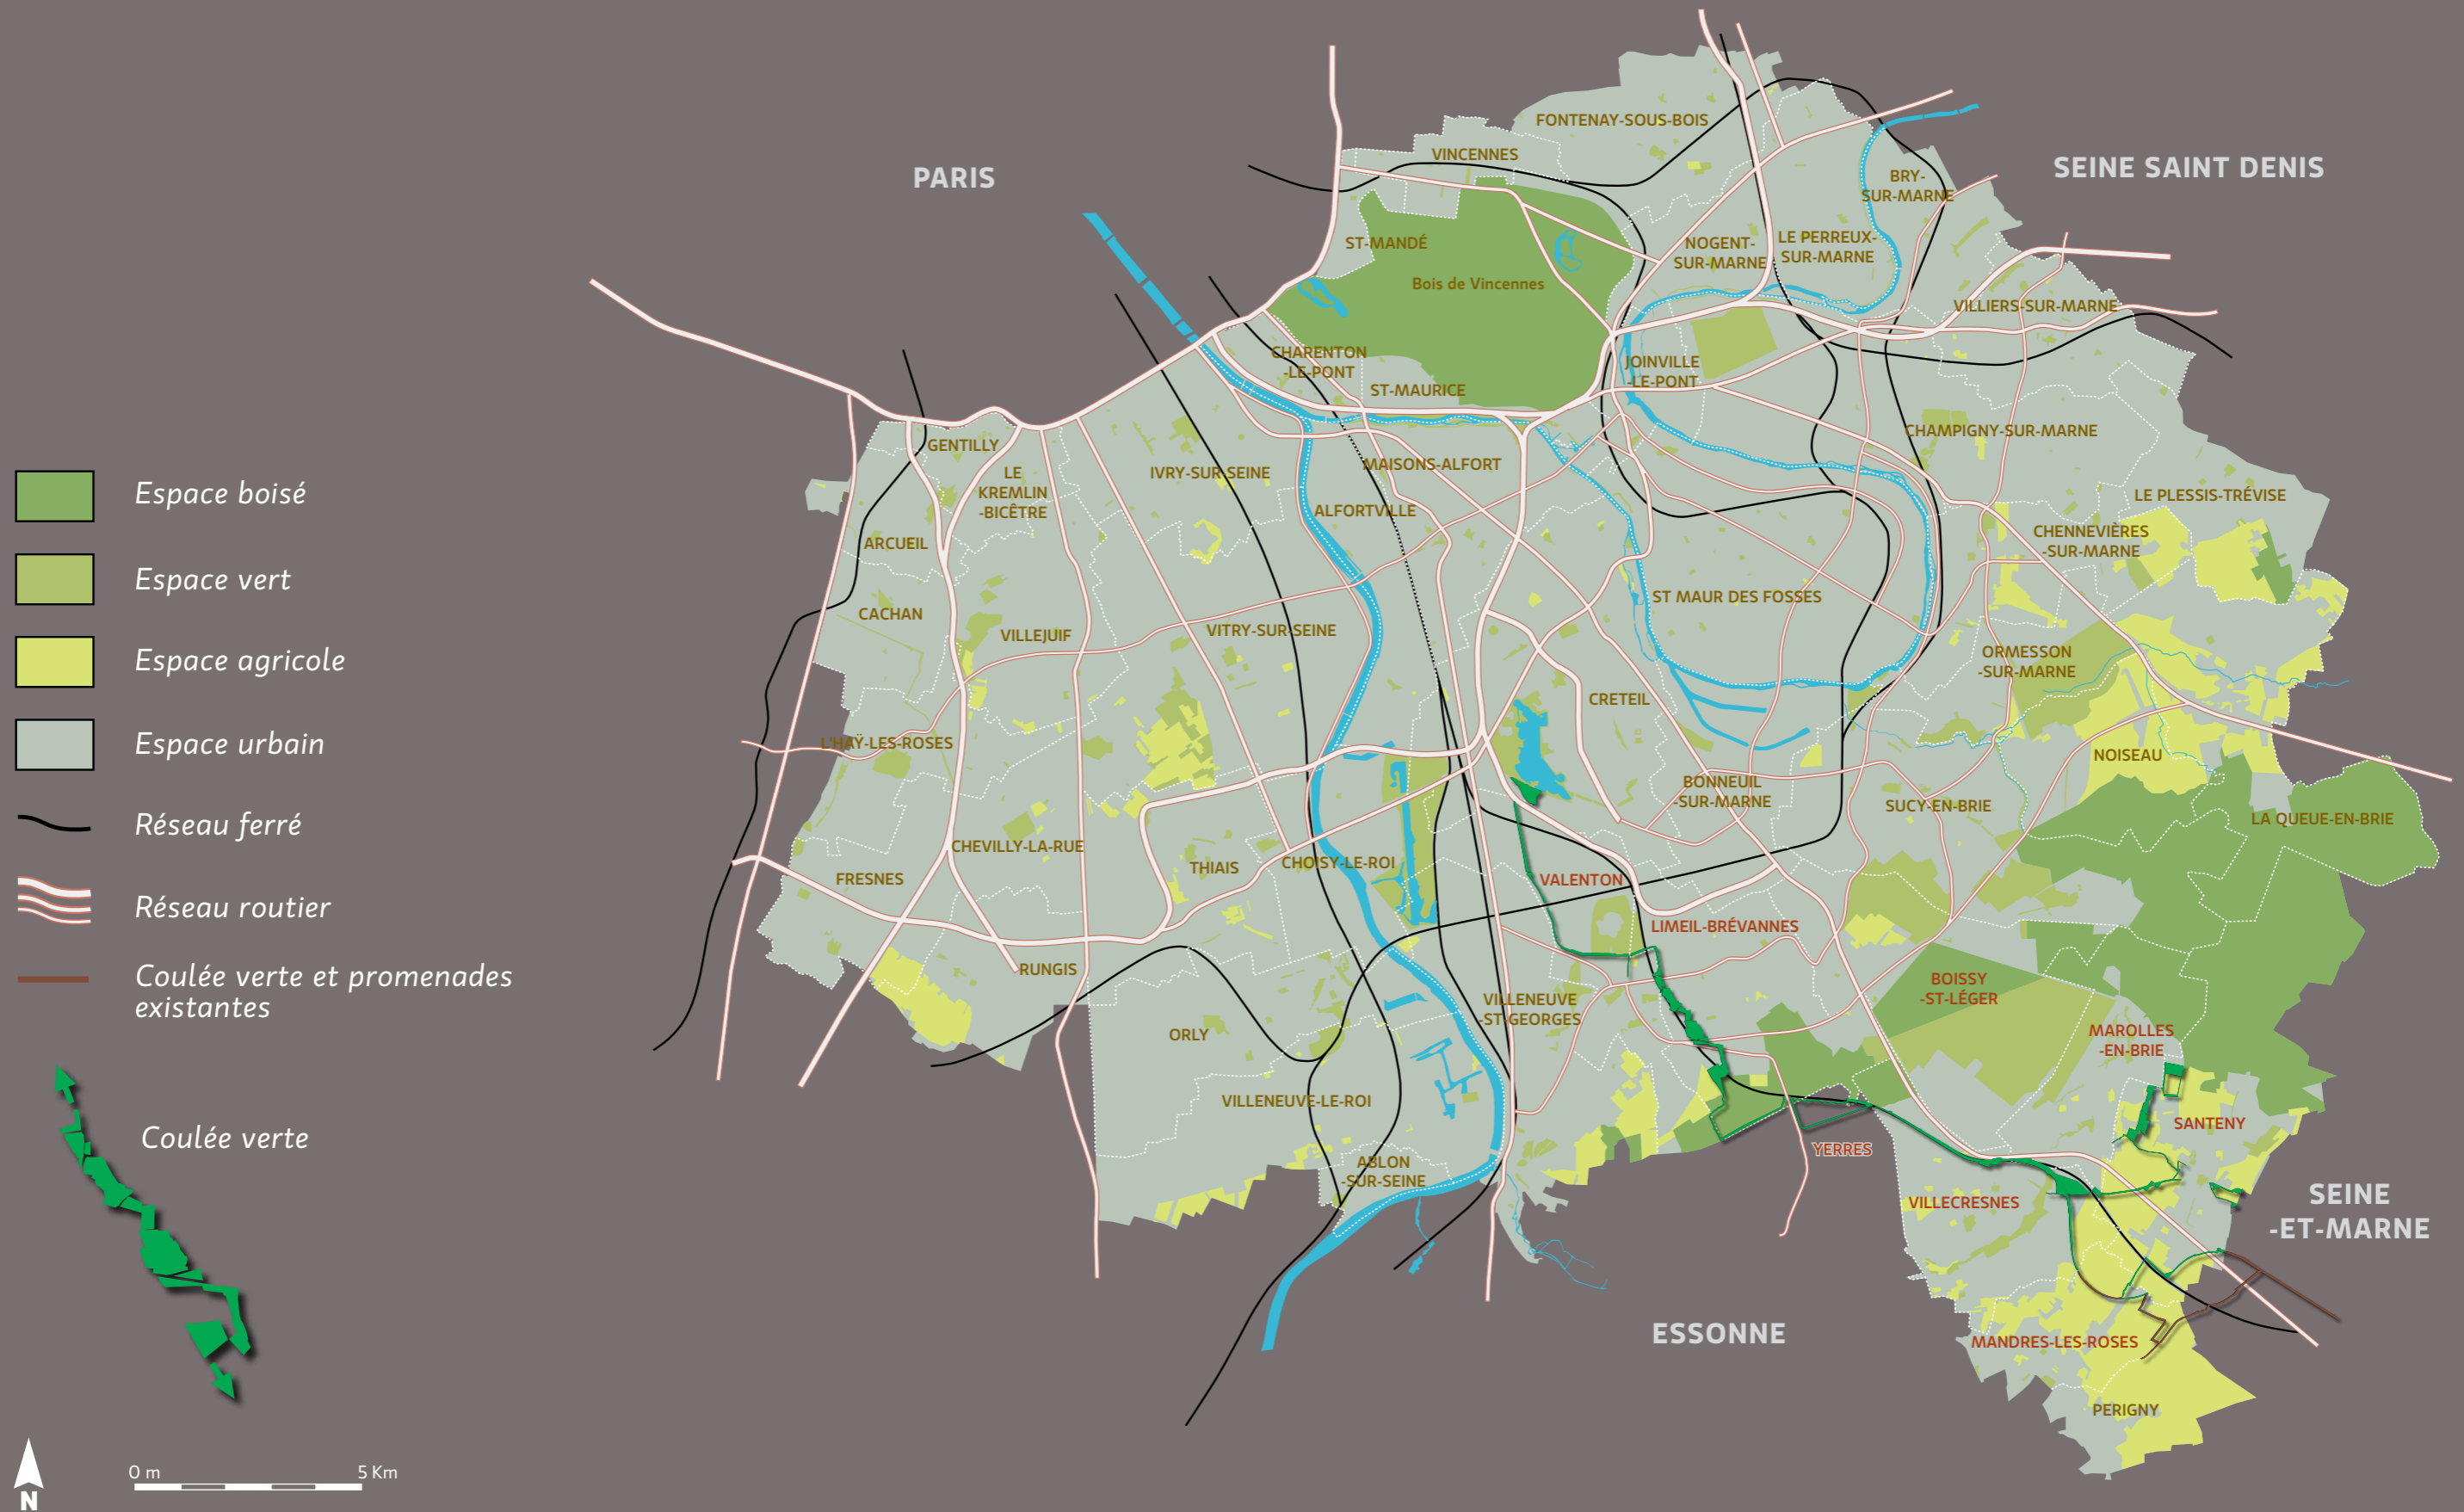 PARIS
SEINE SAINT DENIS
FONTENAY-SOUS-BOIS
VINCENNES
BRY-
SUR-MARNE
ST-MANDÉ
NOGENT-
SUR-MARNE
LE PERREUX-
SUR-MARNE
Bois de Vincennes
VILLIERS-SUR-MARNE
CHARENTON
-LE-PONT
ST-MAURICE
JOINVILLE
-LE-PONT
CHAMPIGNY-SUR-MARNE
GENTILLY
LE
KREMLIN
-BICÊTRE
IVRY-SUR-SEINE
MAISONS-ALFORT
ALFORTVILLE
LE PLESSIS-TRÉVISE
CHENNEVIÈRES
-SUR-MARNE
ARCUEIL
CACHAN
VILLEJUIF
VITRY-SUR-SEINE
ST MAUR DES FOSSES
ORMESSON
-SUR-MARNE
CRETEIL
L'HAŸ-LES-ROSES
NOISEAU
BONNEUIL
-SUR-MARNE
SUCY-EN-BRIE
LA QUEUE-EN-BRIE
CHEVILLY-LA-RUE
THIAIS
CHOISY-LE-ROI
FRESNES
VALENTON
LIMEIL-BRÉVANNES
RUNGIS
BOISSY
-ST-LÉGER
VILLENEUVE
-ST-GEORGES
ORLY
MAROLLES
-EN-BRIE
VILLENEUVE-LE-ROI
SANTENY
YERRES
ABLON
-SUR-SEINE
VILLECRESNES
SEINE
-ET-MARNE
ESSONNE
MANDRES-LES-ROSES
PERIGNY
Espace boisé
Espace vert
Espace agricole
Espace urbain
Réseau ferré
Réseau routier
Coulée verte et promenades
existantes
Coulée verte
0 m 5 Km
N